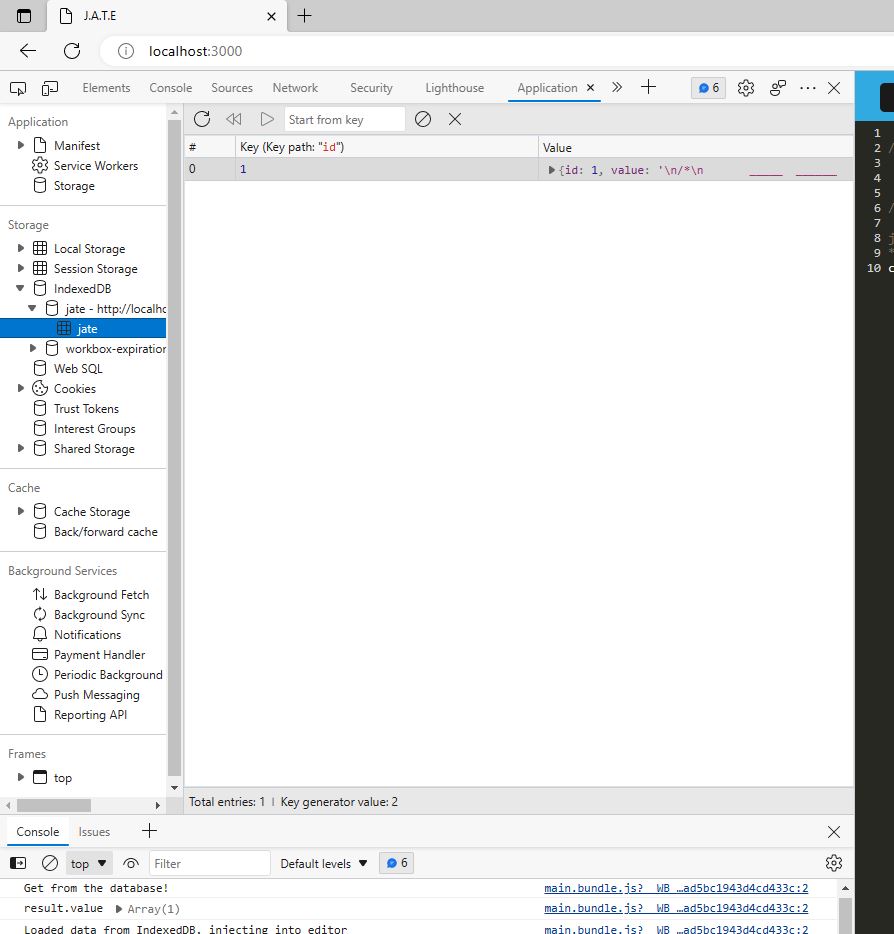 J.A.T.E
localhost:3000
Elements Console Sources Network Security Lighthouse Application 6
Application
Manifest
Service Workers
Storage
Storage
Local Storage
Session Storage
IndexedDB
jate - http://localho
jate
workbox-expiration
Web SQL
Cookies
Trust Tokens
Interest Groups
Shared Storage
Cache
Cache Storage
Back/forward cache
Background Services
Background Fetch
Background Sync
Notifications
Payment Handler
Periodic Background
Push Messaging
Reporting API
Frames
top
Start from key
# Key (Key path: "id") Value
0 1 {id: 1, value: '\n/*\n _____ ______
Total entries: 1 Key generator value: 2
1
2 /
3
4
5
6 /
7
8 j
9 *
10 c
Console Issues
top Filter Default levels 6
Get from the database! main.bundle.js?__WB_…ad5bc1943d4cd433c:2
result.value Array(1) main.bundle.js?__WB_…ad5bc1943d4cd433c:2
Loaded data from IndexedDB, injecting into editor main.bundle.js?__WB_…ad5bc1943d4cd433c:2